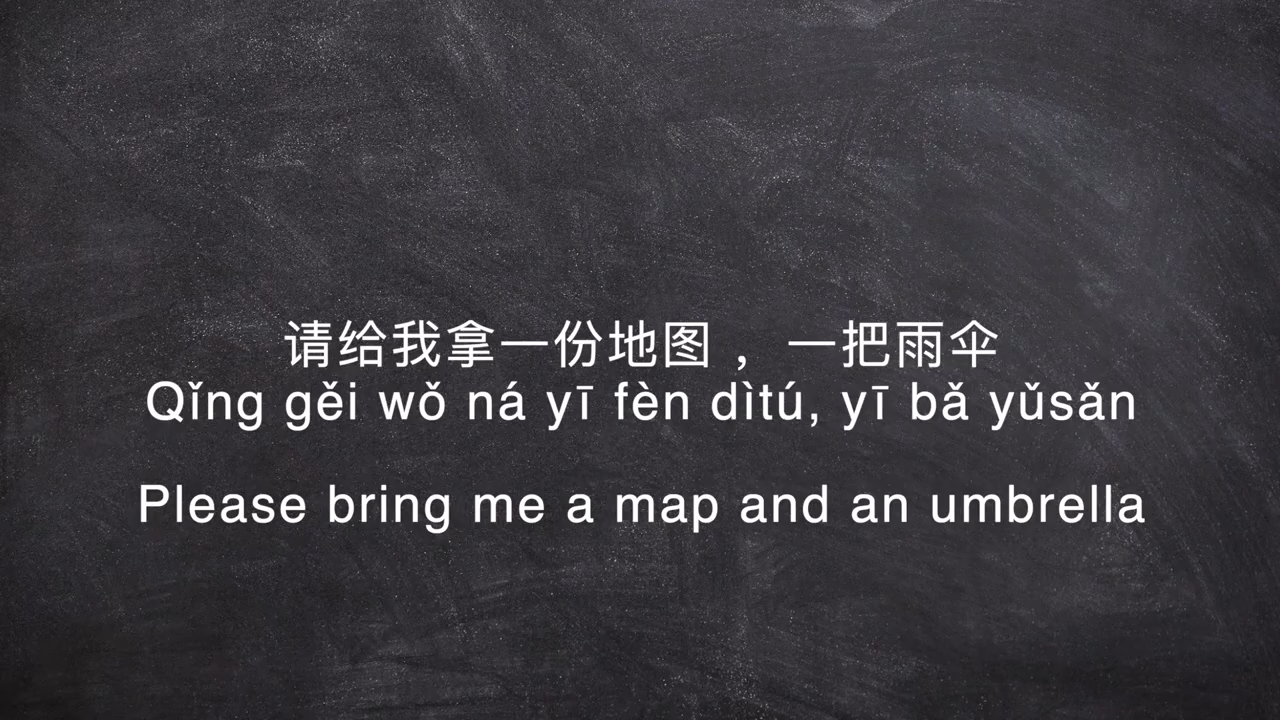 请给我拿一份地图，一把雨伞
Qǐng gěi wǒ ná yī fèn dìtú, yī bǎ yǔsǎn
Please bring me a map and an umbrella